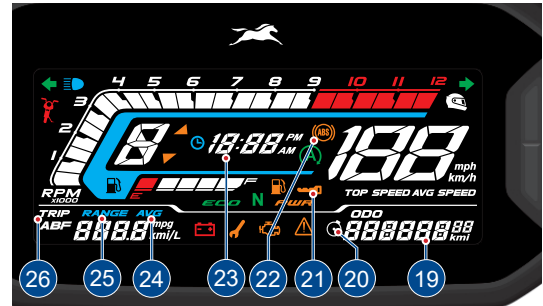 4 5 6 7 8 9 10 11 12
3
2
1
8 18:88 PM AM (ABS) A 188
mph
km/h
RPM
x1000
E F
ECO N PWR
TOP SPEED AVG SPEED
TRIP RANGE AVG ODO
ABF 888.8 mpg
kmi/L
888888 88
kmi
26 25 24 23 22 21 20 19